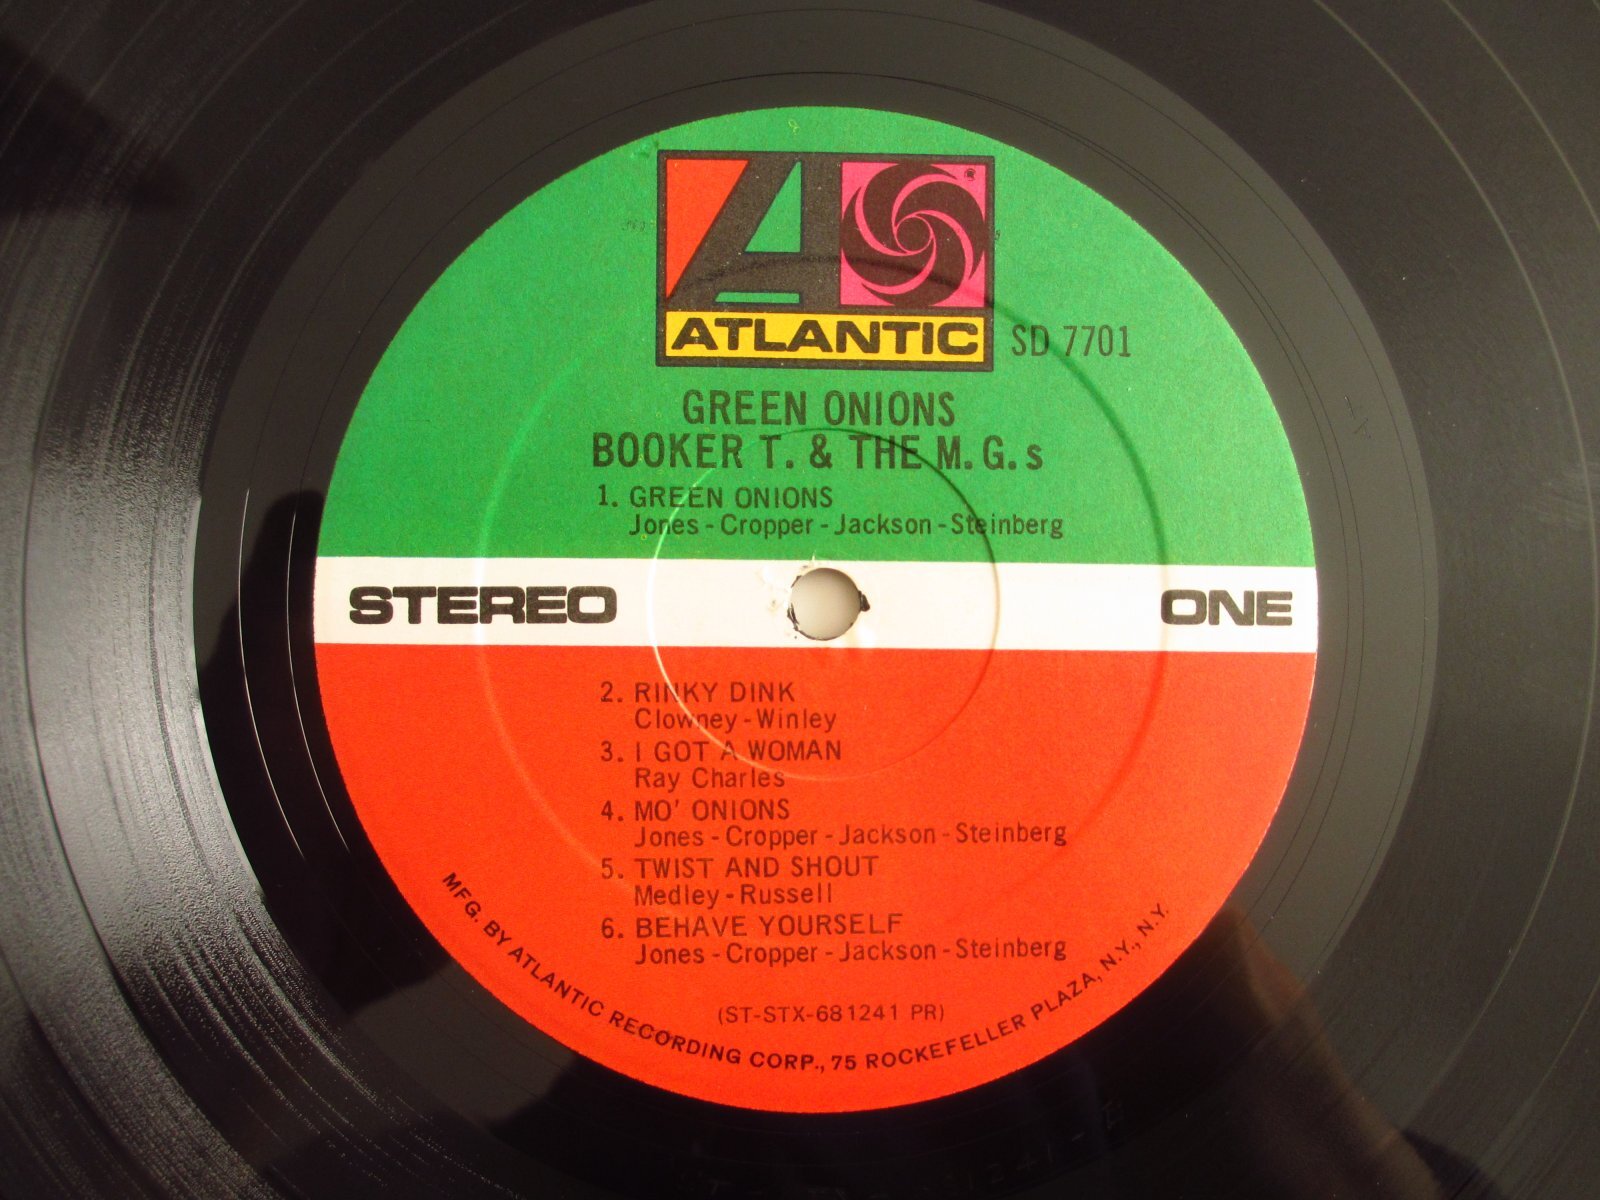 ATLANTIC
SD 7701
GREEN ONIONS
BOOKER T. & THE M.G.s
1. GREEN ONIONS
Jones - Cropper - Jackson - Steinberg
STEREO
ONE
2. RINKY DINK
Clowney - Winley
3. I GOT A WOMAN
Ray Charles
4. MO' ONIONS
Jones - Cropper - Jackson - Steinberg
5. TWIST AND SHOUT
Medley - Russell
6. BEHAVE YOURSELF
Jones - Cropper - Jackson - Steinberg
(ST-STX-681241 PR)
MFG. BY ATLANTIC RECORDING CORP., 75 ROCKEFELLER PLAZA, N.Y., N.Y.